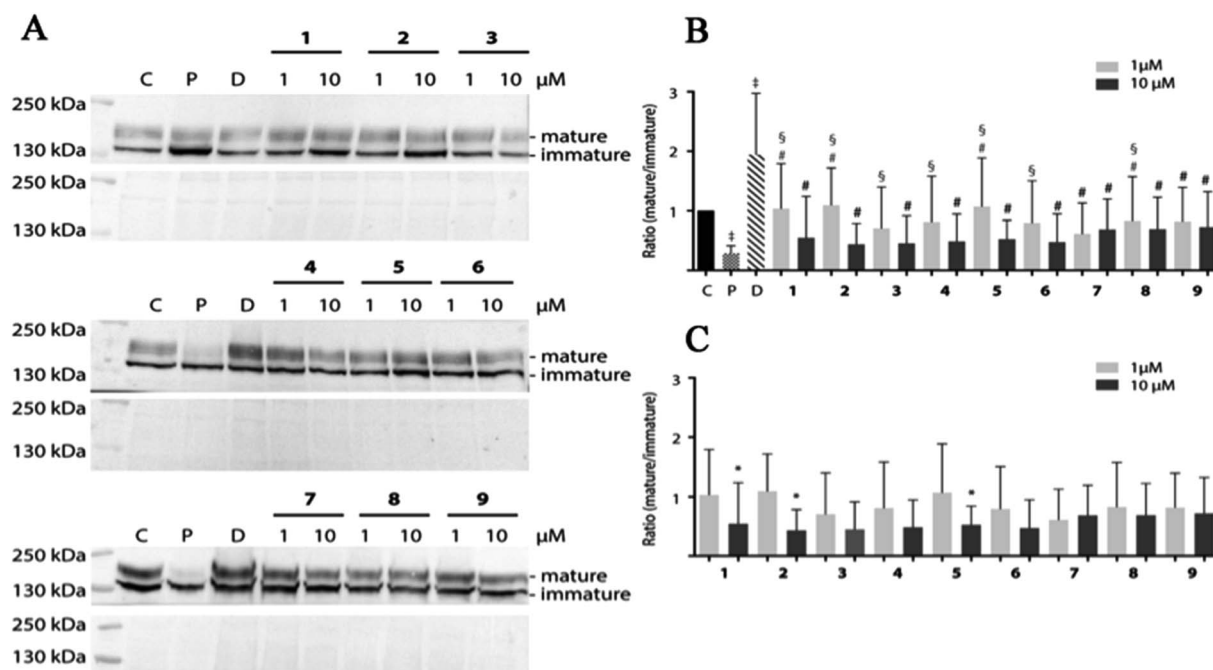 A
1 2 3
C P D 1 10 1 10 1 10 µM
250 kDa
130 kDa
- mature
- immature
250 kDa
130 kDa
4 5 6
C P D 1 10 1 10 1 10 µM
250 kDa
130 kDa
- mature
- immature
250 kDa
130 kDa
7 8 9
C P D 1 10 1 10 1 10 µM
250 kDa
130 kDa
- mature
- immature
250 kDa
130 kDa
B
1µM
10 µM
Ratio (mature/immature)
3
2
1
‡ ‡
§ § § § § § §
# # # # # # # # # # # # #
C P D 1 2 3 4 5 6 7 8 9
C
1µM
10 µM
Ratio (mature/immature)
3
2
1
* * *
1 2 3 4 5 6 7 8 9